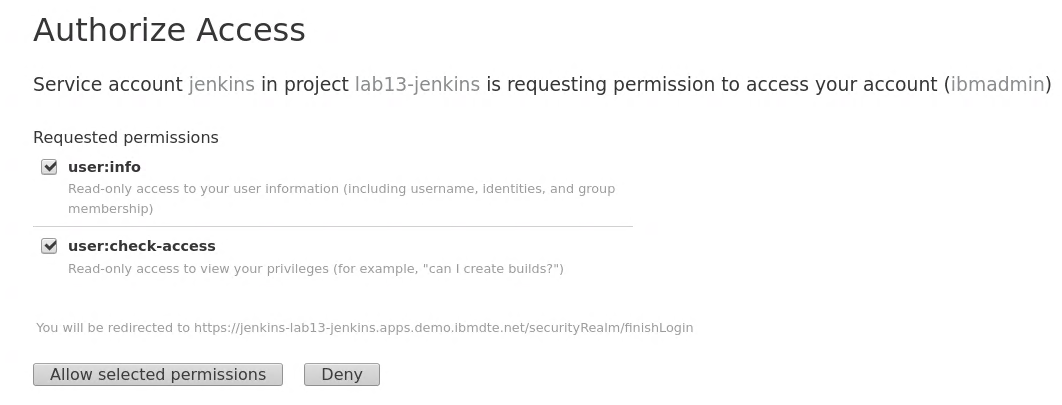 Authorize Access
Service account jenkins in project lab13-jenkins is requesting permission to access your account (ibmadmin)
Requested permissions
user:info
Read-only access to your user information (including username, identities, and group
membership)
user:check-access
Read-only access to view your privileges (for example, "can I create builds?")
You will be redirected to https://jenkins-lab13-jenkins.apps.demo.ibmdte.net/securityRealm/finishLogin
Allow selected permissions Deny